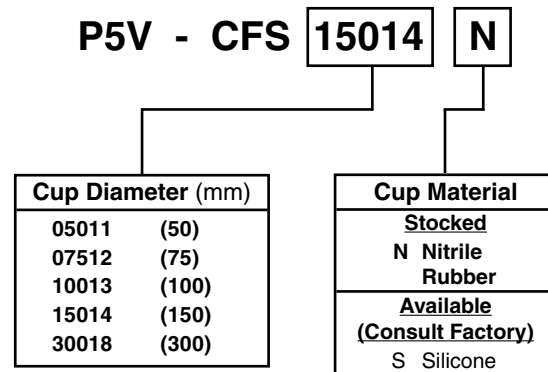 P5V - CFS 15014 N
Cup Diameter (mm)
05011 (50)
07512 (75)
10013 (100)
15014 (150)
30018 (300)
Cup Material
Stocked
N Nitrile
Rubber
Available
(Consult Factory)
S Silicone